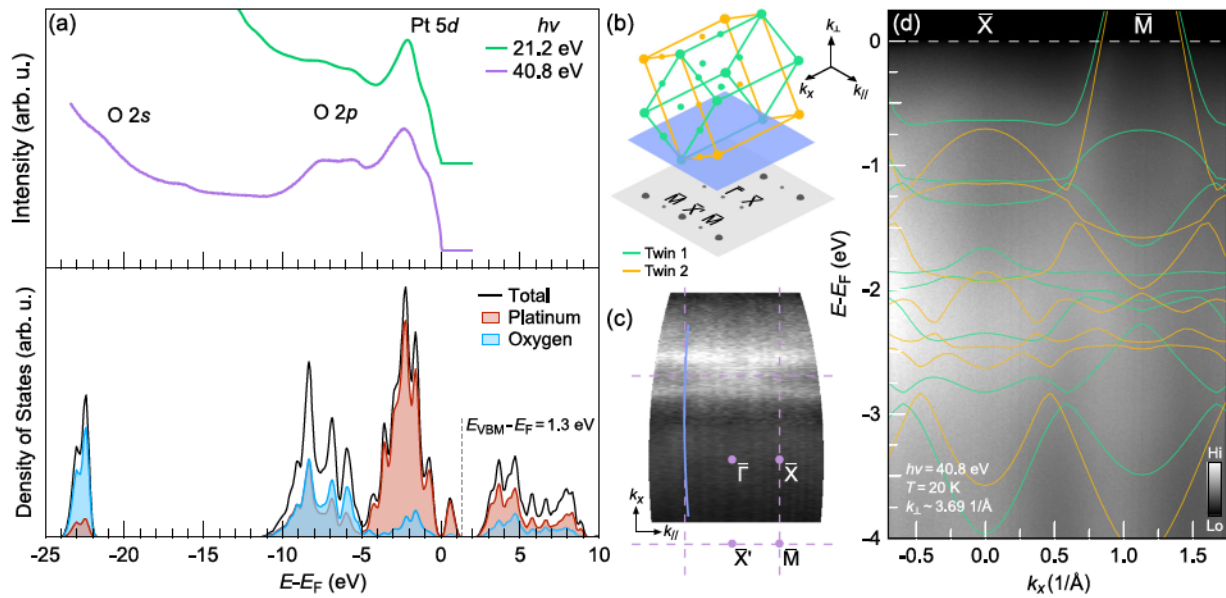 (a)
Pt 5d
hν
21.2 eV
40.8 eV
O 2s
O 2p
Intensity (arb. u.)
Total
Platinum
Oxygen
E_VBM-E_F = 1.3 eV
Density of States (arb. u.)
-25 -20 -15 -10 -5 0 5 10
E-E_F (eV)
(b)
k⊥
k_x
k_//
M̅ X̅' M̅
Γ̅ X̅
Twin 1
Twin 2
(c)
Γ̅
X̅
k_x
k_//
X̅'
M̅
(d)
X̅
M̅
0
-1
-2
-3
-4
E-E_F (eV)
hν = 40.8 eV
T = 20 K
k⊥ ~ 3.69 1/Å
Hi
Lo
-0.5 0.0 0.5 1.0 1.5
k_x (1/Å)